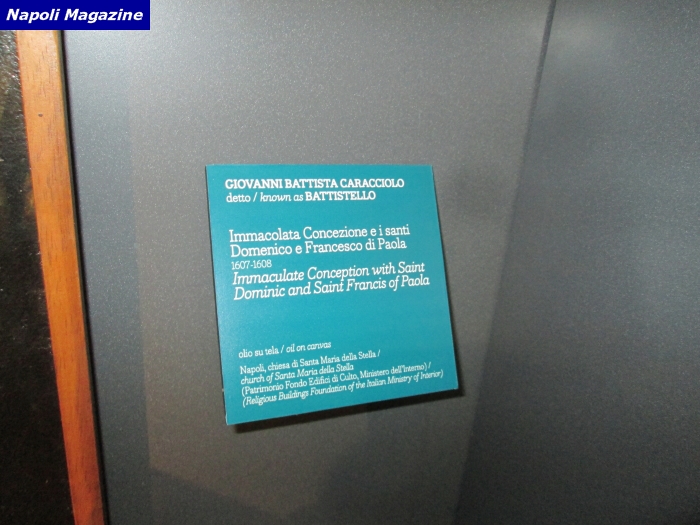 Napoli Magazine
GIOVANNI BATTISTA CARACCIOLO
detto / known as BATTISTELLO
Immacolata Concezione e i santi
Domenico e Francesco di Paola
1607-1608
Immaculate Conception with Saint
Dominic and Saint Francis of Paola
olio su tela / oil on canvas
Napoli, chiesa di Santa Maria della Stella /
church of Santa Maria della Stella
(Patrimonio Fondo Edifici di Culto, Ministero dell'Interno) /
(Religious Buildings Foundation of the Italian Ministry of Interior)